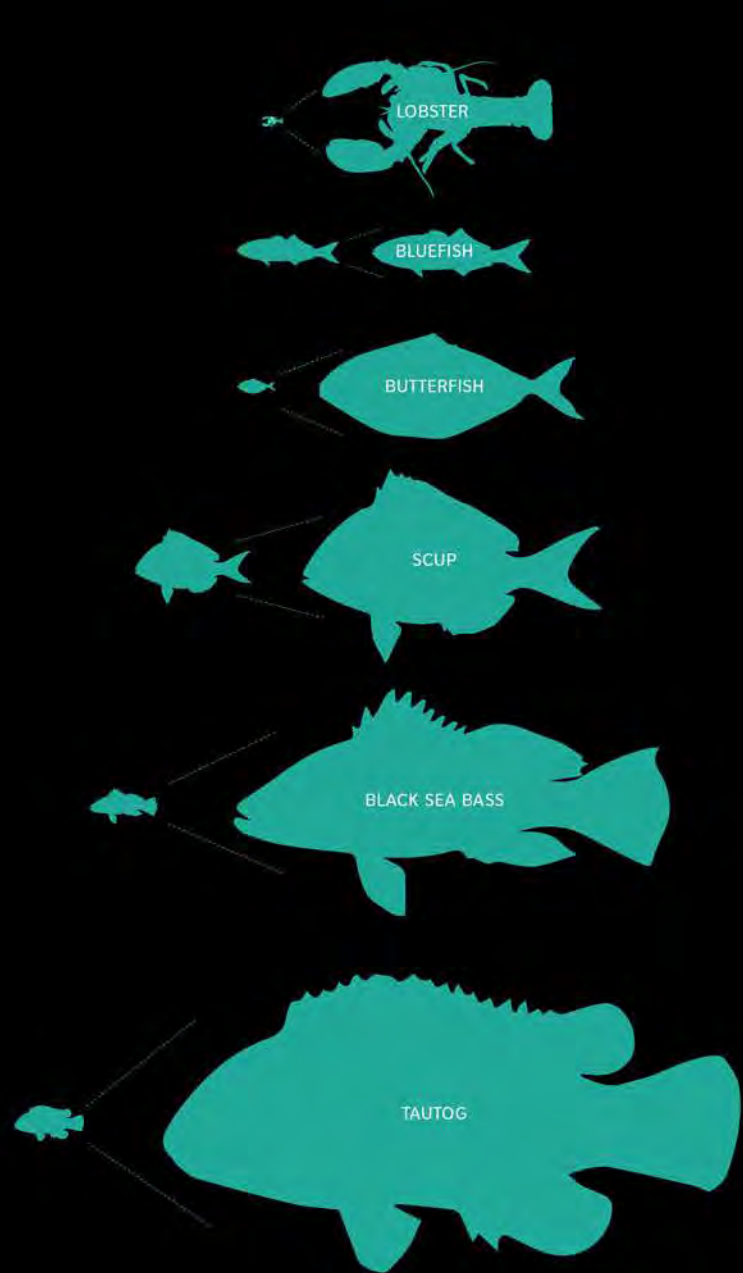 LOBSTER
BLUEFISH
BUTTERFISH
SCUP
BLACK SEA BASS
TAUTOG